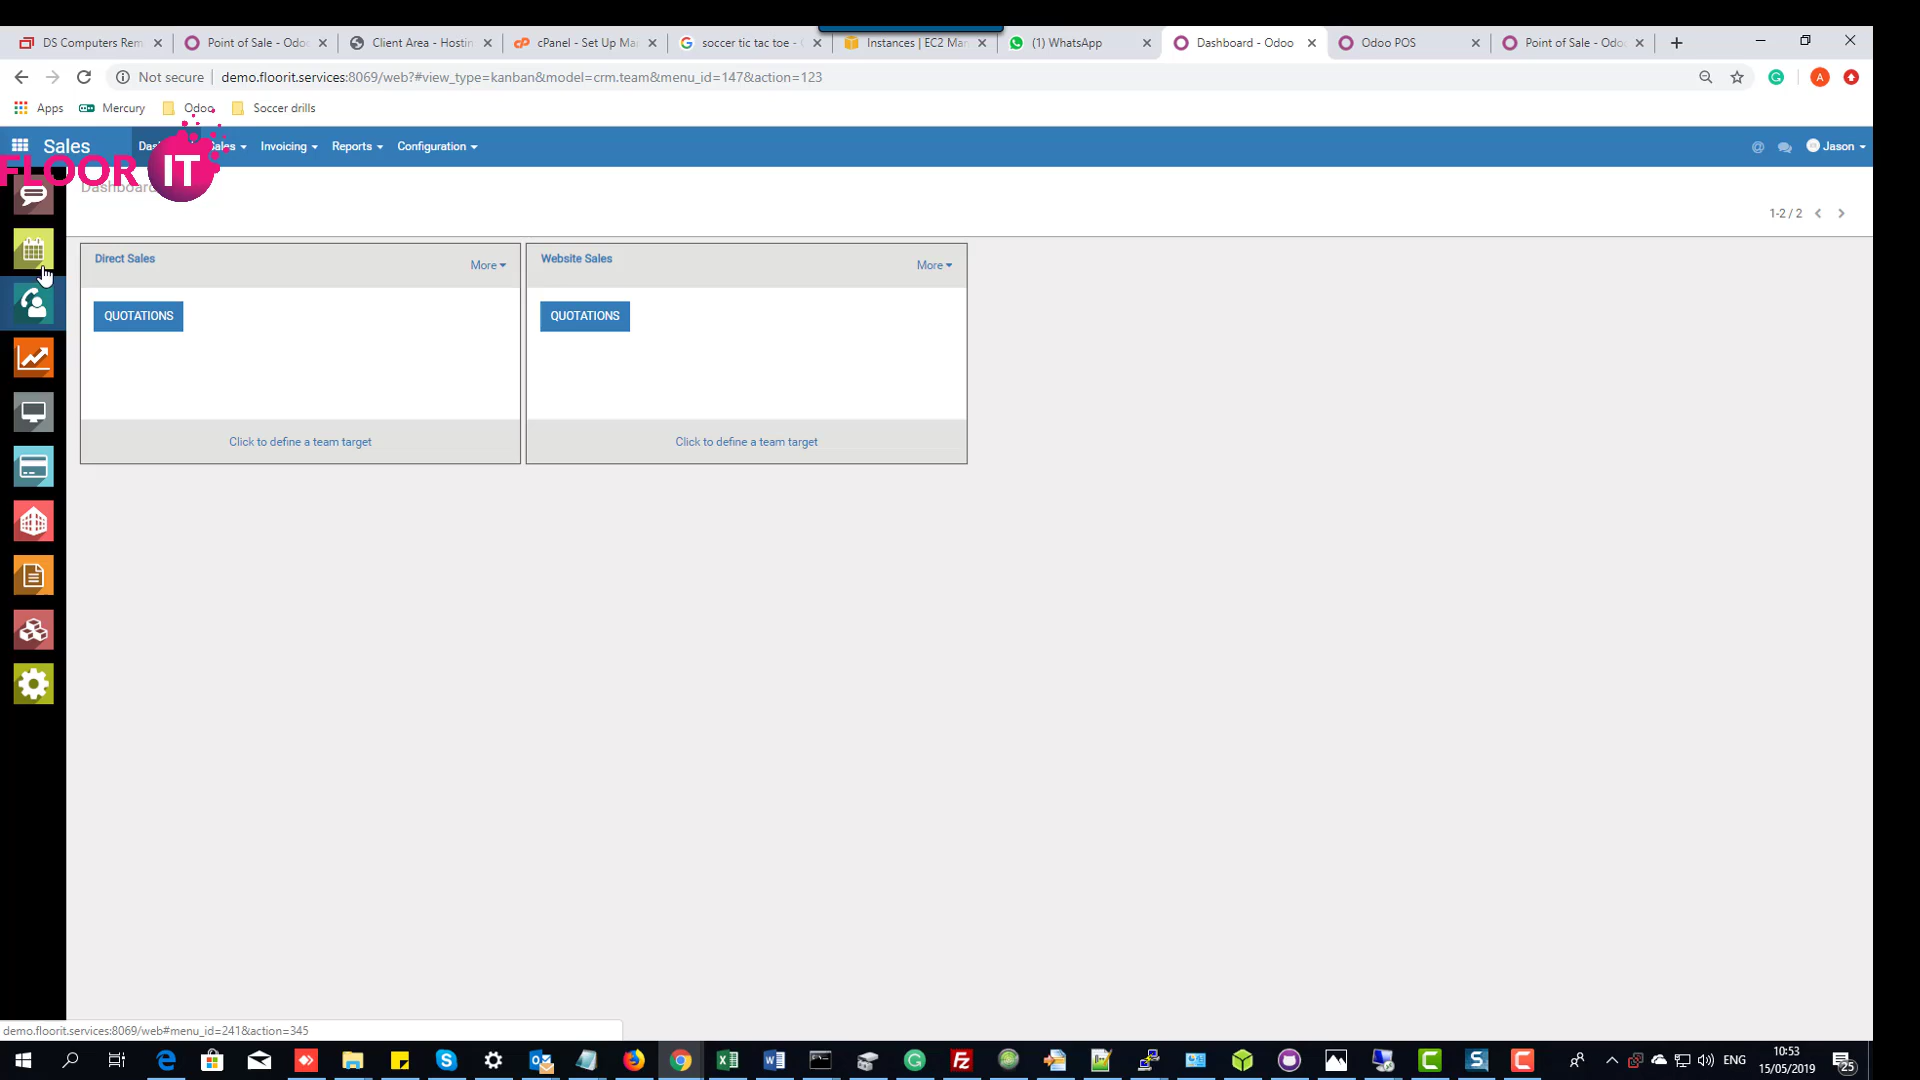 DS Computers Rem
Point of Sale - Odo
Client Area - Hostin
cPanel - Set Up Ma
soccer tic tac toe -
Instances | EC2 Man
(1) WhatsApp
Dashboard - Odoo
Odoo POS
Point of Sale - Odo
Not secure
demo.floorit.services:8069/web?#view_type=kanban&model=crm.team&menu_id=147&action=123
Apps
Mercury
Odoo
Soccer drills
Sales
Invoicing
Reports
Configuration
Jason
FLOOR IT
1-2 / 2
Direct Sales
More
Website Sales
More
QUOTATIONS
QUOTATIONS
Click to define a team target
Click to define a team target
demo.floorit.services:8069/web#menu_id=241&action=345
ENG
10:53
15/05/2019
25